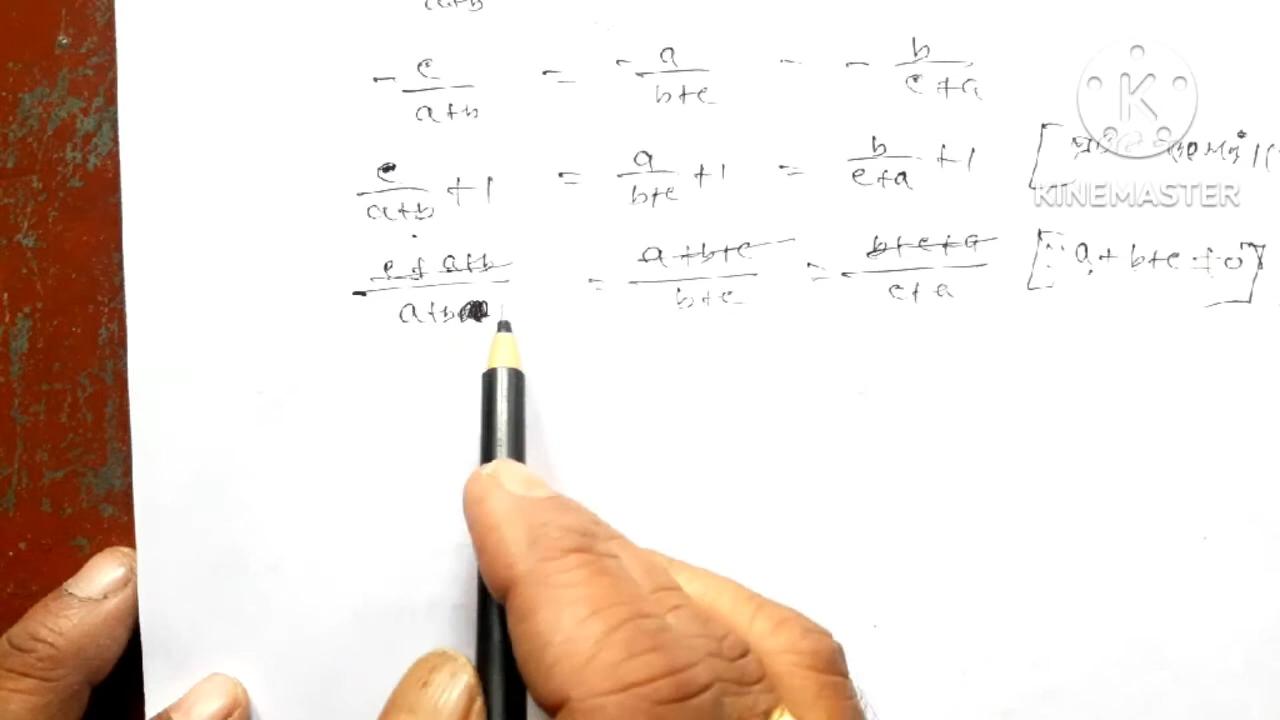 a+b
- c/(a+b) = - a/(b+c) - - b/(c+a)
c/(a+b) + 1 = a/(b+c) + 1 = b/(c+a) + 1
(c+a+b)/(a+b) = (a+b+c)/(b+c) = (b+c+a)/(c+a) [∵ a+b+c ≠ 0]
K
KINEMASTER